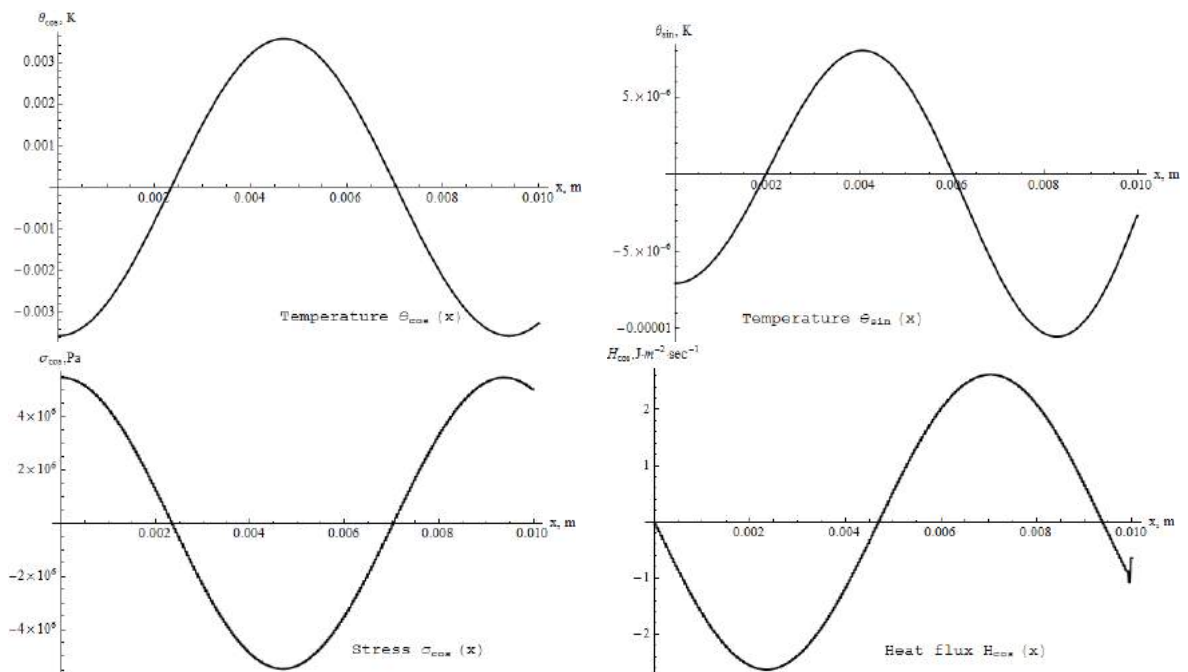 θcos, K
0.003
0.002
0.001
−0.001
−0.002
−0.003
0.002 0.004 0.006 0.008 0.010
x, m
Temperature θcos (x)
θsin, K
5.×10⁻⁶
−5.×10⁻⁶
−0.00001
0.002 0.004 0.006 0.008 0.010
x, m
Temperature θsin (x)
σcos,Pa
4×10⁶
2×10⁶
−2×10⁶
−4×10⁶
0.002 0.004 0.006 0.008 0.010
x, m
Stress σcos (x)
Hcos,J·m⁻²·sec⁻¹
2
1
−1
−2
0.002 0.004 0.006 0.008 0.010
x, m
Heat flux Hcos (x)